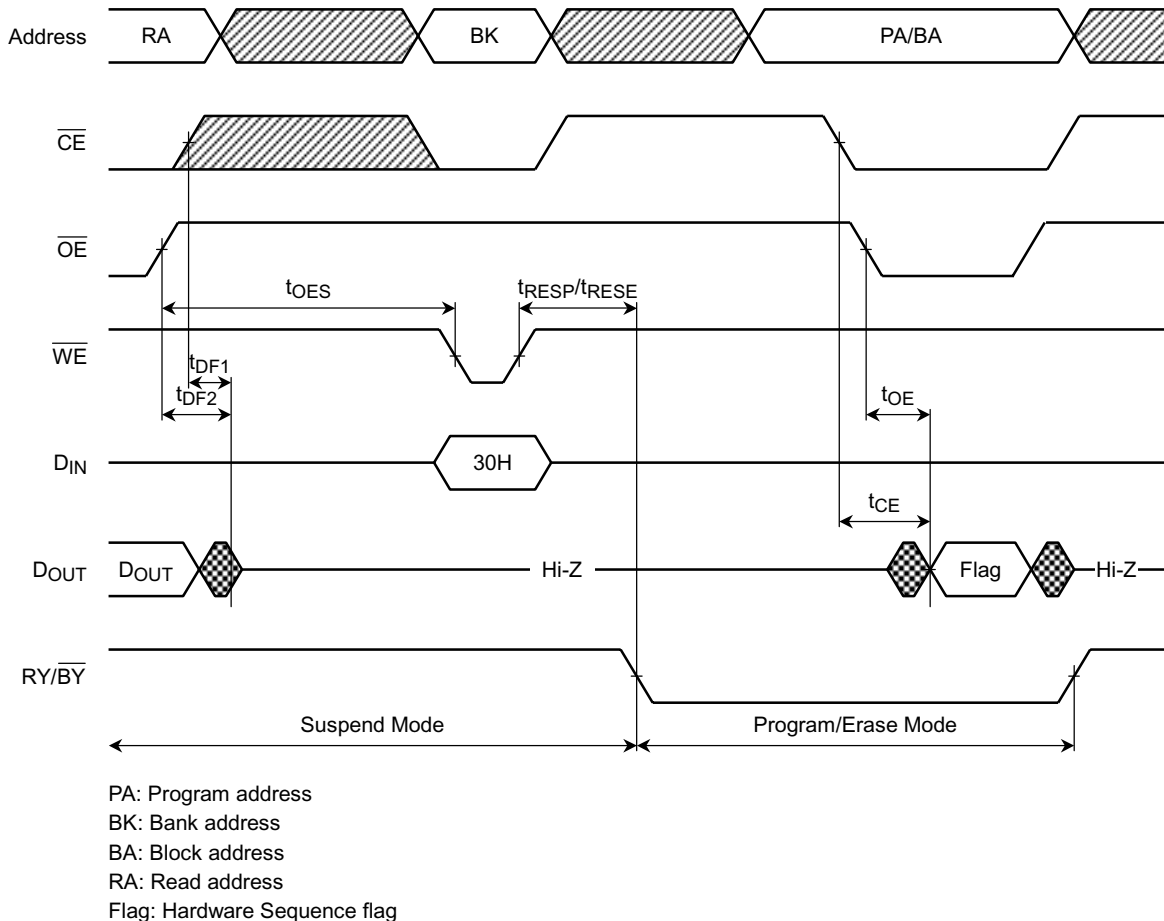 Address RA BK PA/BA
CE
OE
tOES tRESP/tRESE
WE
tDF1
tDF2 tOE
DIN 30H
tCE
DOUT DOUT Hi-Z Flag Hi-Z
RY/BY
Suspend Mode Program/Erase Mode
PA: Program address
BK: Bank address
BA: Block address
RA: Read address
Flag: Hardware Sequence flag